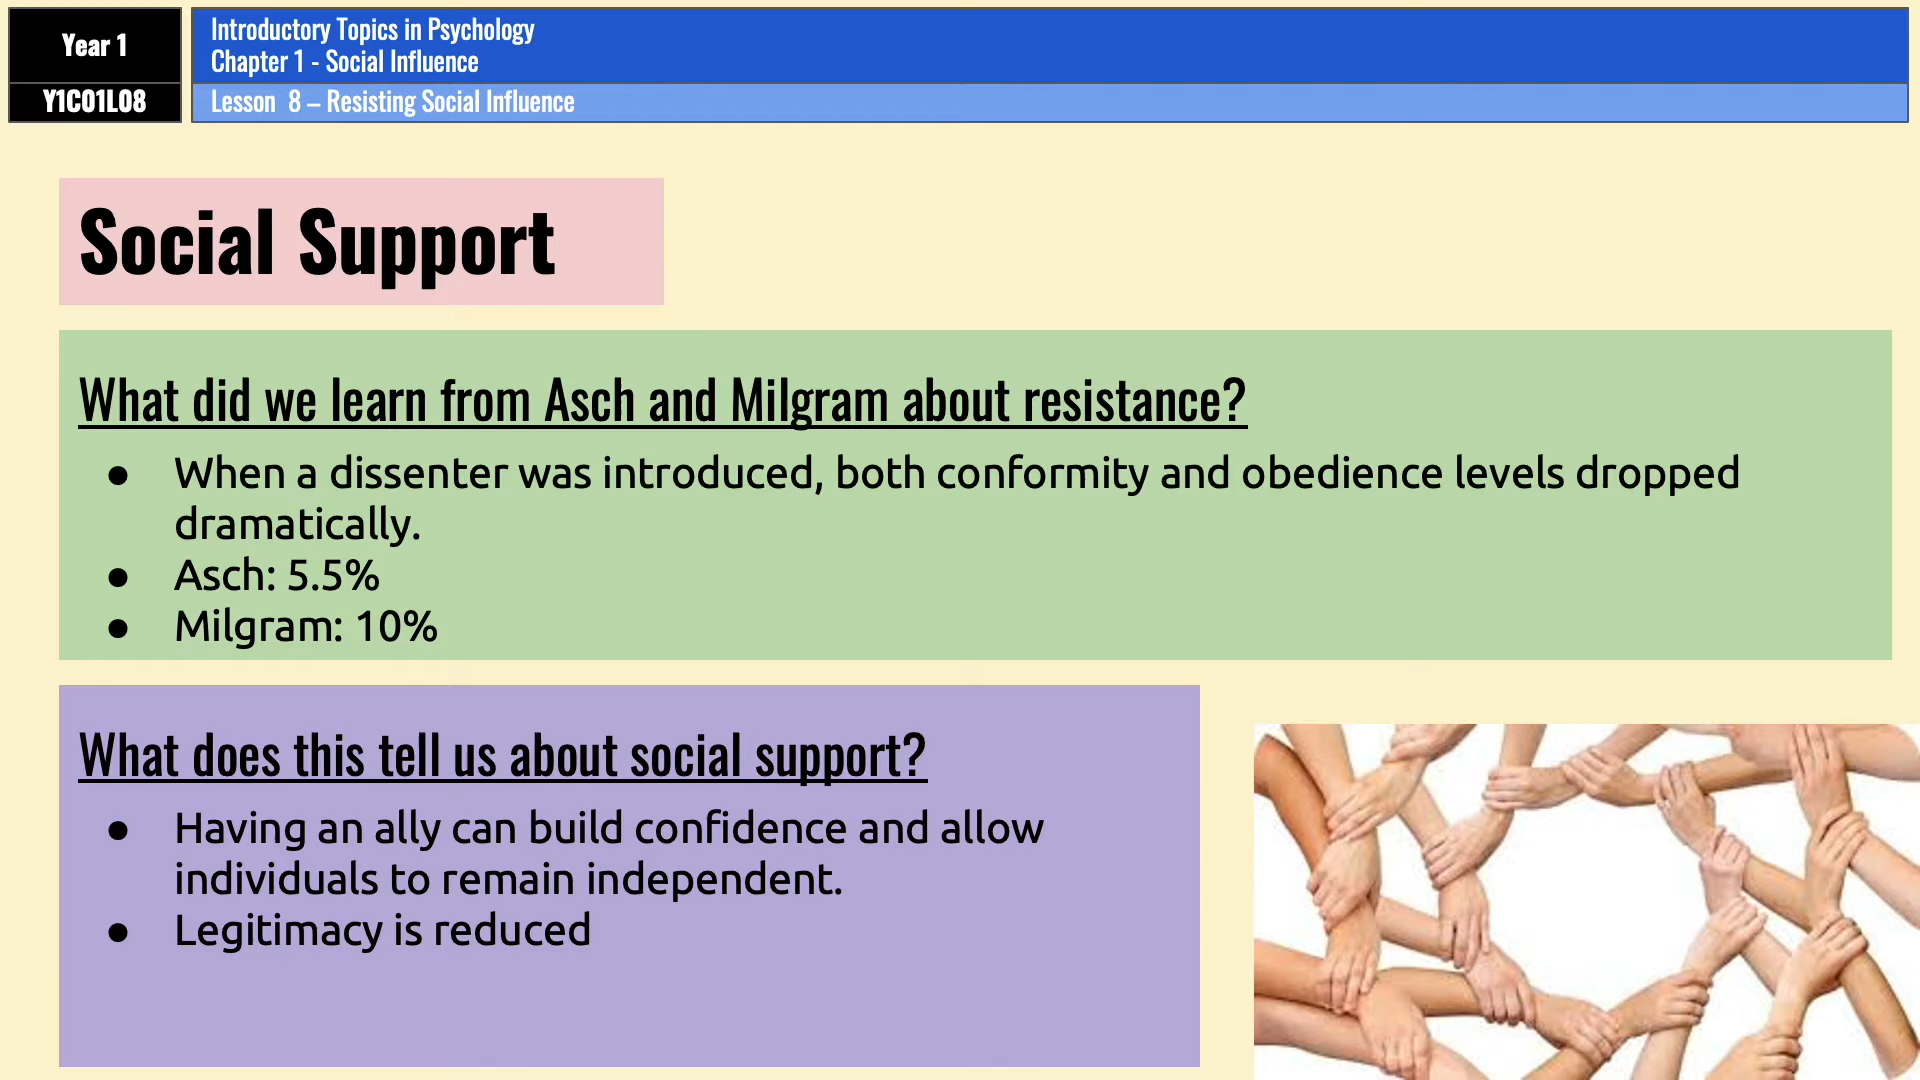 Year 1
Introductory Topics in Psychology
Chapter 1 - Social Influence
Y1C01L08
Lesson  8 – Resisting Social Influence
Social Support
What did we learn from Asch and Milgram about resistance?
● When a dissenter was introduced, both conformity and obedience levels dropped
dramatically.
● Asch: 5.5%
● Milgram: 10%
What does this tell us about social support?
● Having an ally can build confidence and allow
individuals to remain independent.
● Legitimacy is reduced